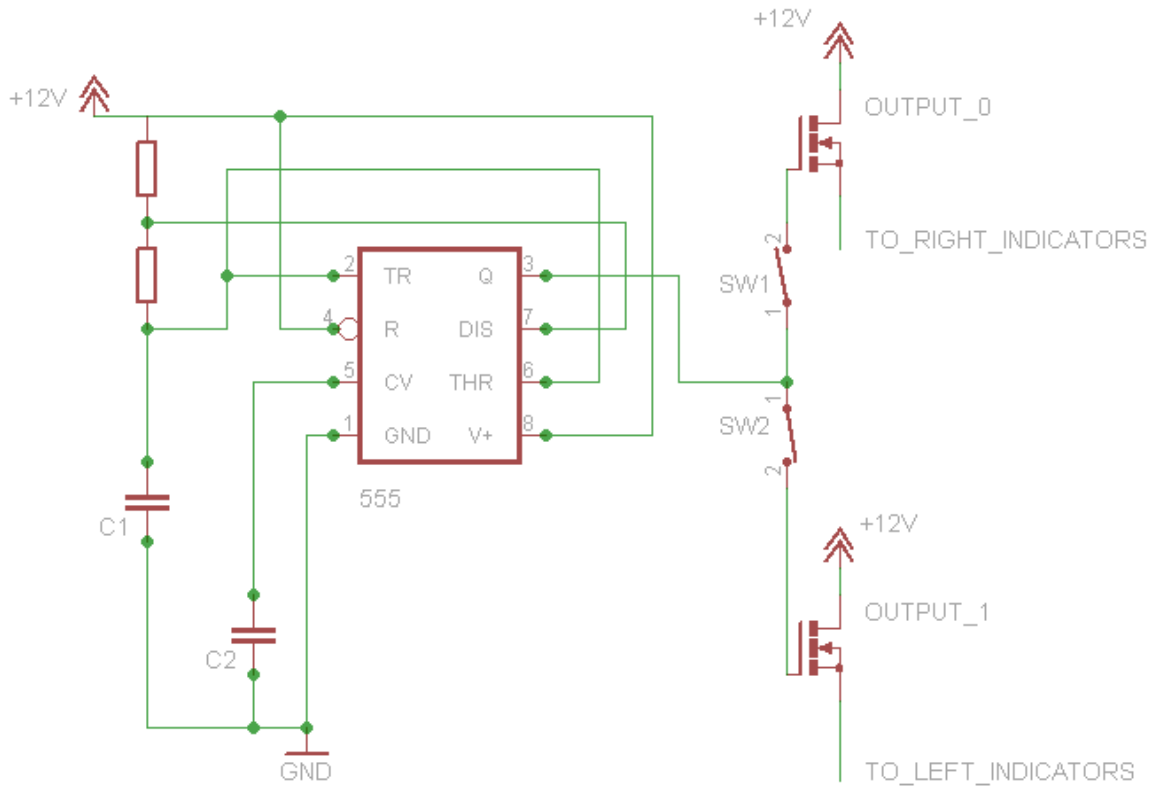 +12V
+12V
OUTPUT_0
TO_RIGHT_INDICATORS
2
SW1
1
2 TR Q 3
4 R DIS 7
5 CV THR 6
1 GND V+ 8
555
1
SW2
2
C1
+12V
OUTPUT_1
C2
GND
TO_LEFT_INDICATORS